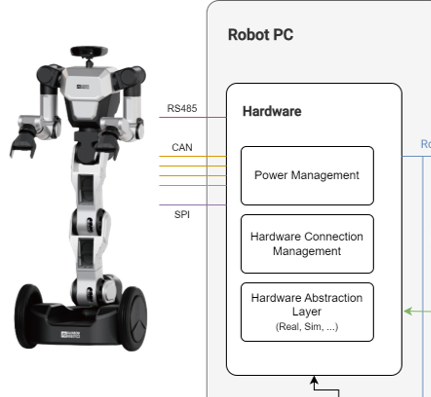 Robot PC
Hardware
RS485
CAN
SPI
Power Management
Hardware Connection
Management
Hardware Abstraction
Layer
(Real, Sim, ...)